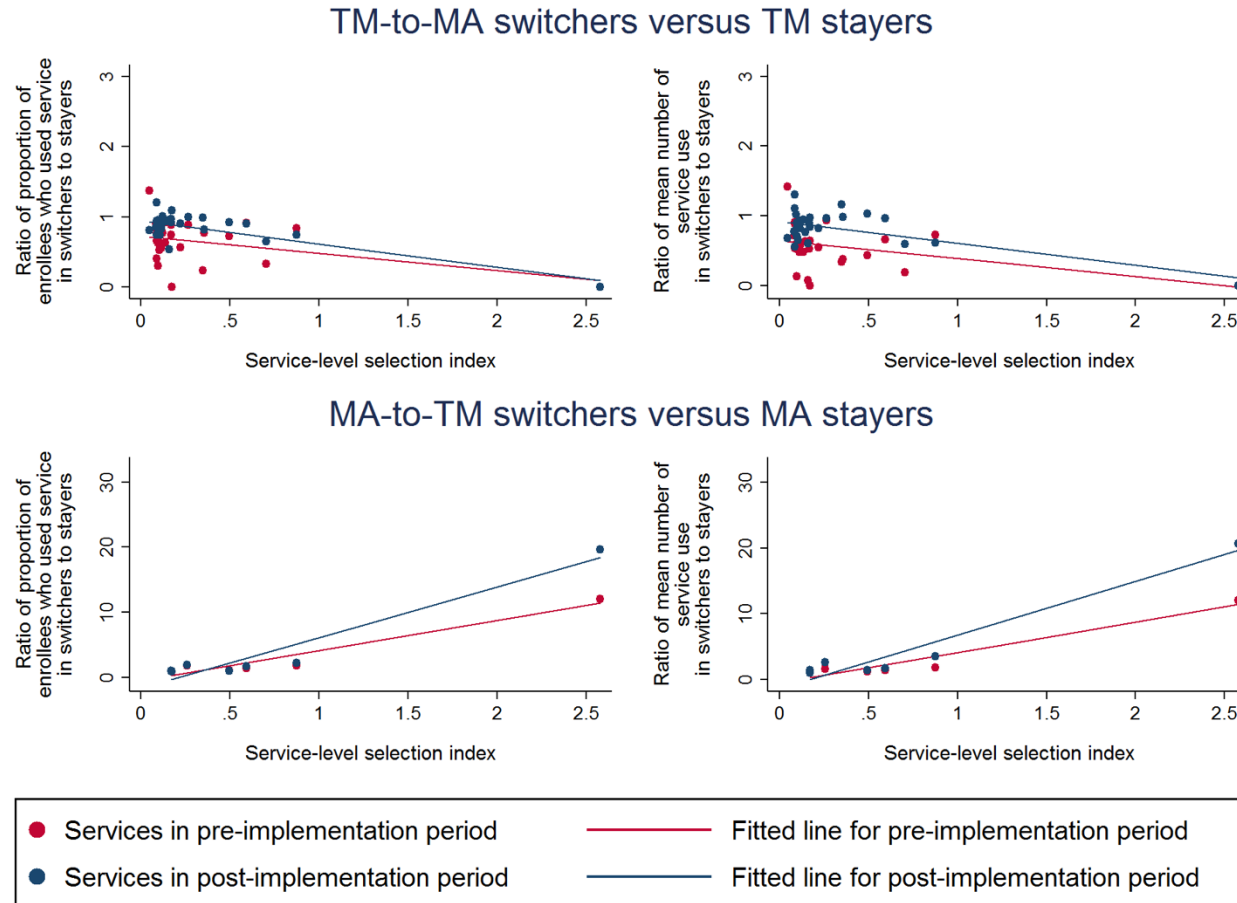 TM-to-MA switchers versus TM stayers
Ratio of proportion of
enrollees who used service
in switchers to stayers
3
2
1
0
0
.5
1
1.5
2
2.5
Service-level selection index
Ratio of mean number of
service use
in switchers to stayers
3
2
1
0
0
.5
1
1.5
2
2.5
Service-level selection index
MA-to-TM switchers versus MA stayers
Ratio of proportion of
enrollees who used service
in switchers to stayers
30
20
10
0
0
.5
1
1.5
2
2.5
Service-level selection index
Ratio of mean number of
service use
in switchers to stayers
30
20
10
0
0
.5
1
1.5
2
2.5
Service-level selection index
Services in pre-implementation period
Fitted line for pre-implementation period
Services in post-implementation period
Fitted line for post-implementation period